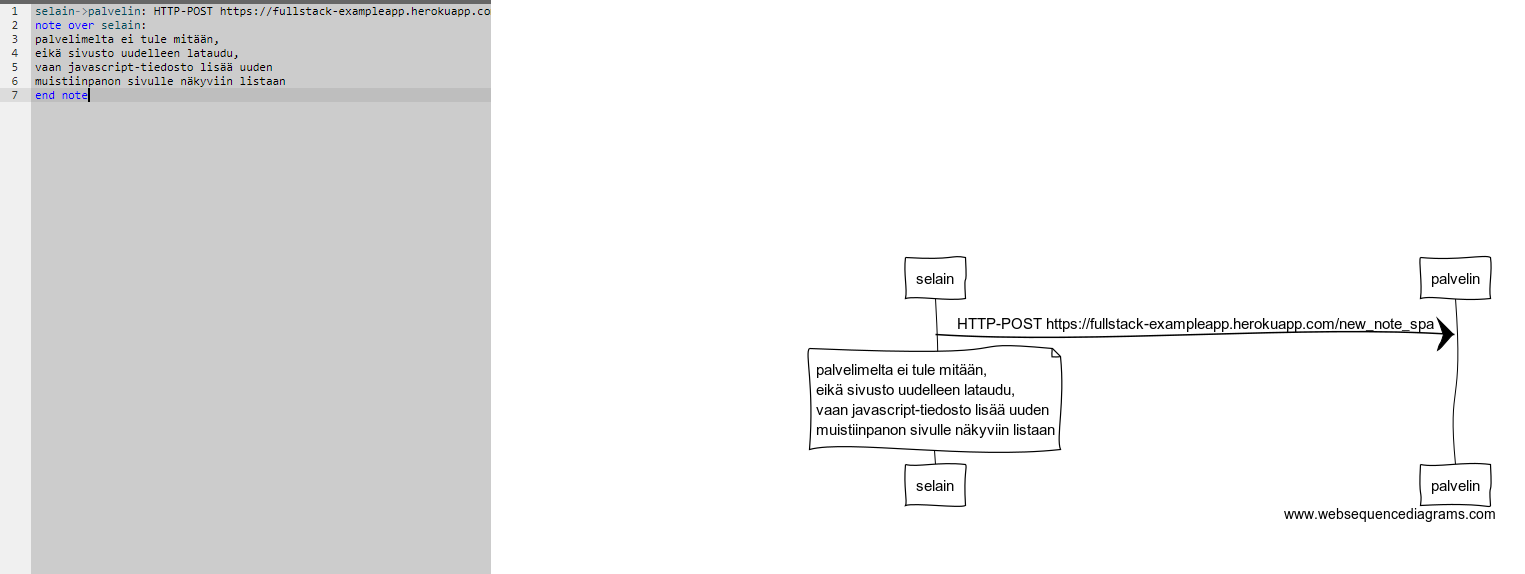 1 selain->palvelin: HTTP-POST https://fullstack-exampleapp.herokuapp.co
2 note over selain:
3 palvelimelta ei tule mitään,
4 eikä sivusto uudelleen lataudu,
5 vaan javascript-tiedosto lisää uuden
6 muistiinpanon sivulle näkyviin listaan
7 end note
selain
palvelin
HTTP-POST https://fullstack-exampleapp.herokuapp.com/new_note_spa
palvelimelta ei tule mitään,
eikä sivusto uudelleen lataudu,
vaan javascript-tiedosto lisää uuden
muistiinpanon sivulle näkyviin listaan
selain
palvelin
www.websequencediagrams.com